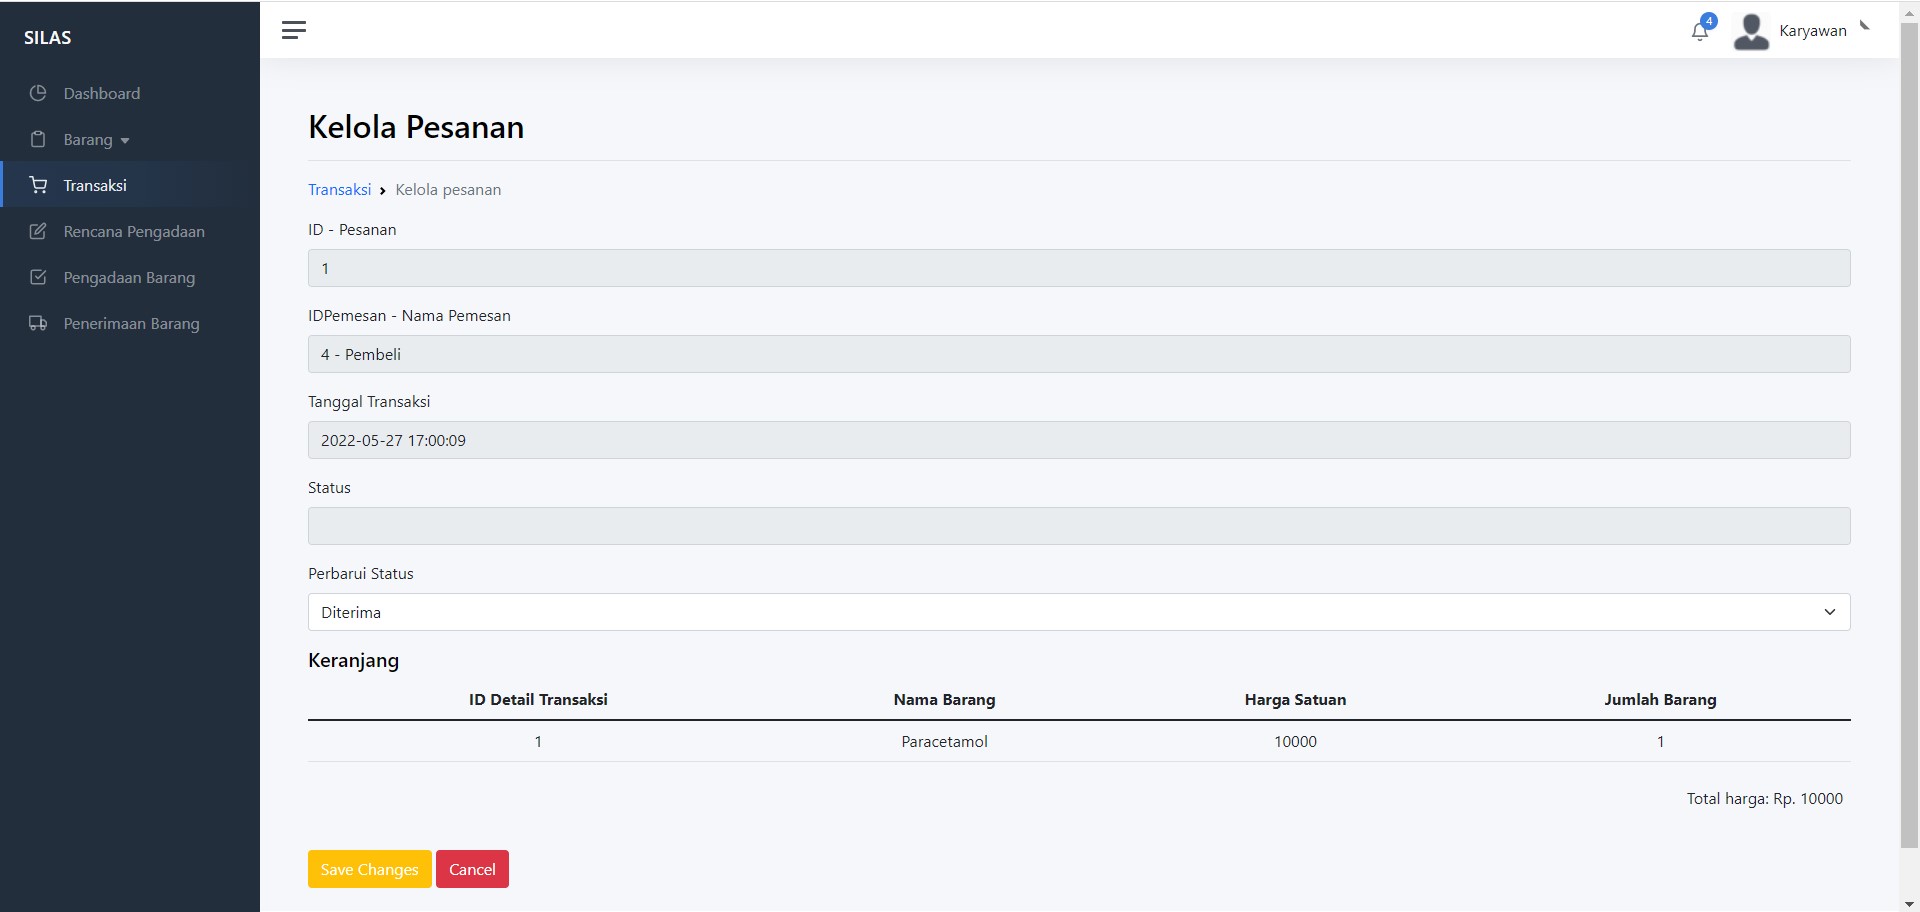 SILAS
Dashboard
Barang
Transaksi
Rencana Pengadaan
Pengadaan Barang
Penerimaan Barang
4
Karyawan
Kelola Pesanan
Transaksi › Kelola pesanan
ID - Pesanan
1
IDPemesan - Nama Pemesan
4 - Pembeli
Tanggal Transaksi
2022-05-27 17:00:09
Status
Perbarui Status
Diterima
Keranjang
ID Detail Transaksi Nama Barang Harga Satuan Jumlah Barang
1 Paracetamol 10000 1
Total harga: Rp. 10000
Save Changes Cancel